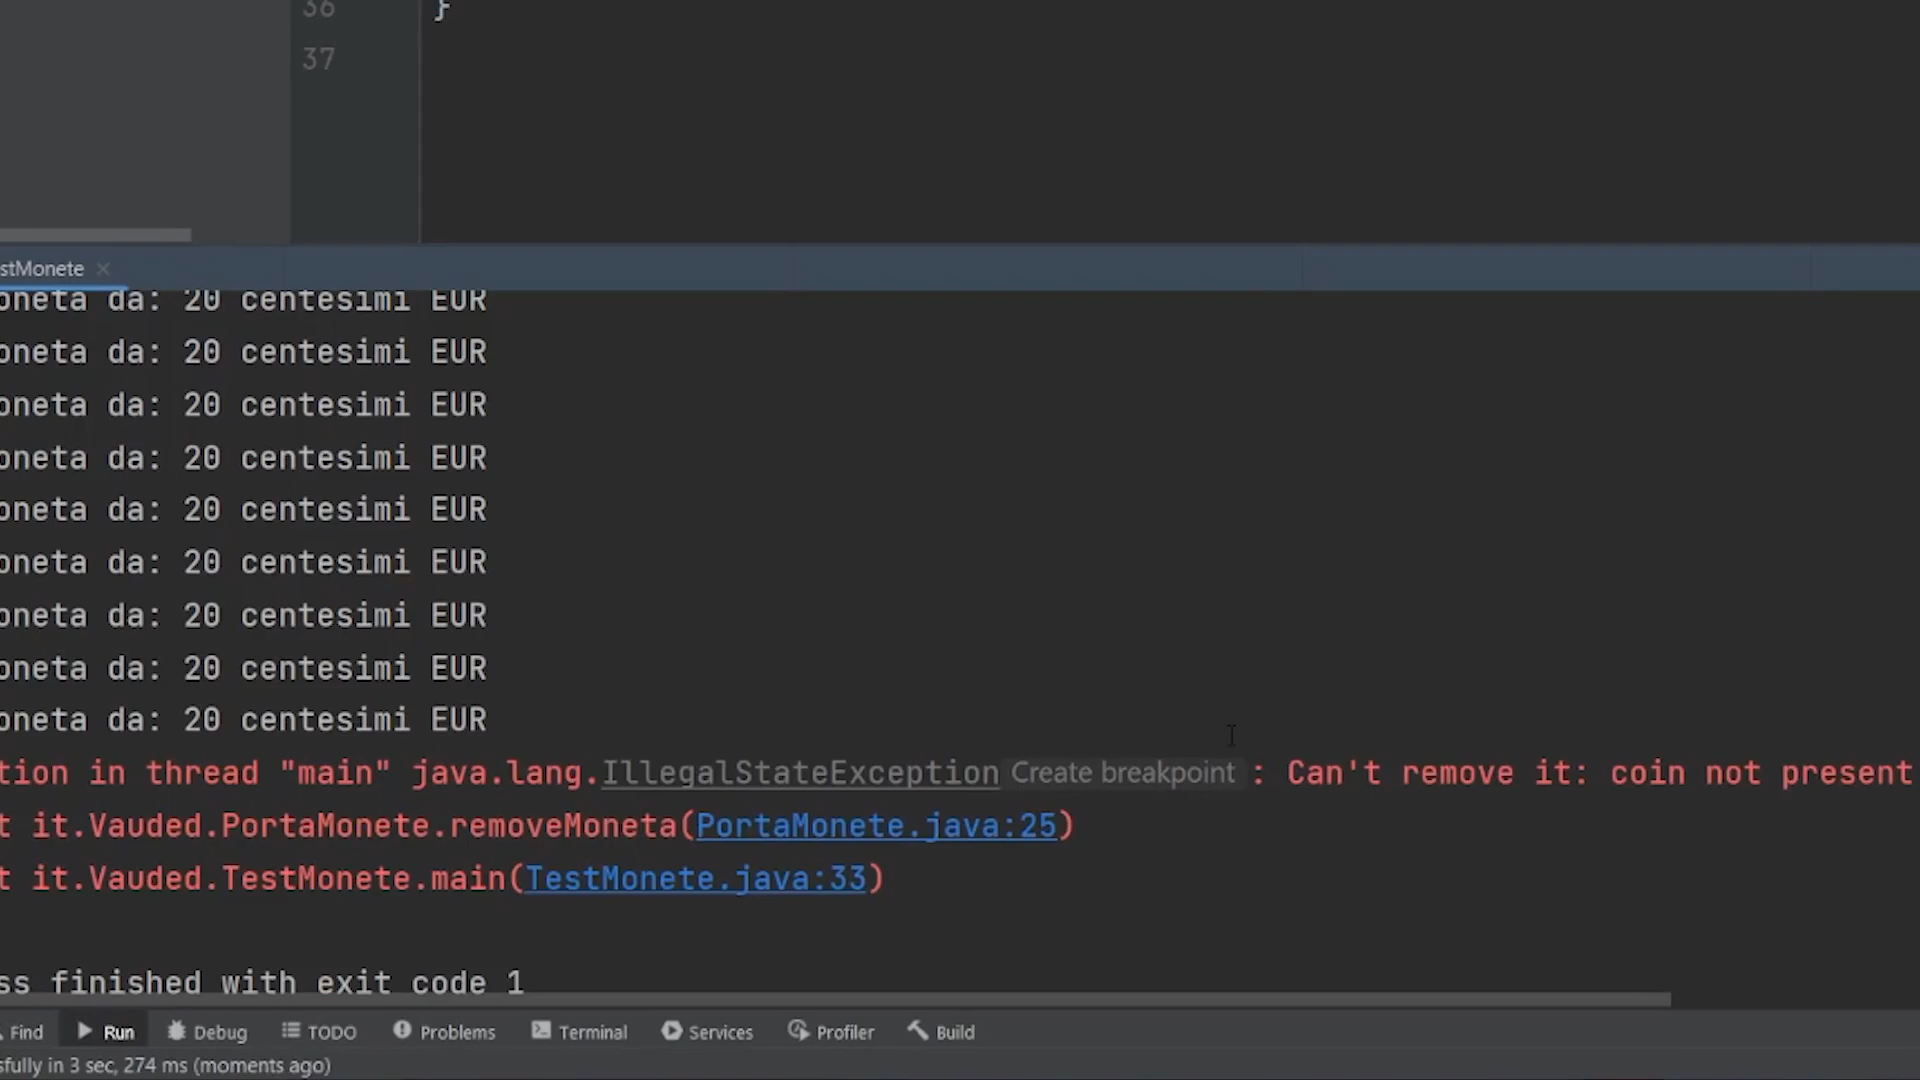 36 }
37
stMonete ×
oneta da: 20 centesimi EUR
oneta da: 20 centesimi EUR
oneta da: 20 centesimi EUR
oneta da: 20 centesimi EUR
oneta da: 20 centesimi EUR
oneta da: 20 centesimi EUR
oneta da: 20 centesimi EUR
oneta da: 20 centesimi EUR
oneta da: 20 centesimi EUR
tion in thread "main" java.lang.IllegalStateException Create breakpoint : Can't remove it: coin not present
t it.Vauded.PortaMonete.removeMoneta(PortaMonete.java:25)
t it.Vauded.TestMonete.main(TestMonete.java:33)
ss finished with exit code 1
Find Run Debug TODO Problems Terminal Services Profiler Build
sfully in 3 sec, 274 ms (moments ago)